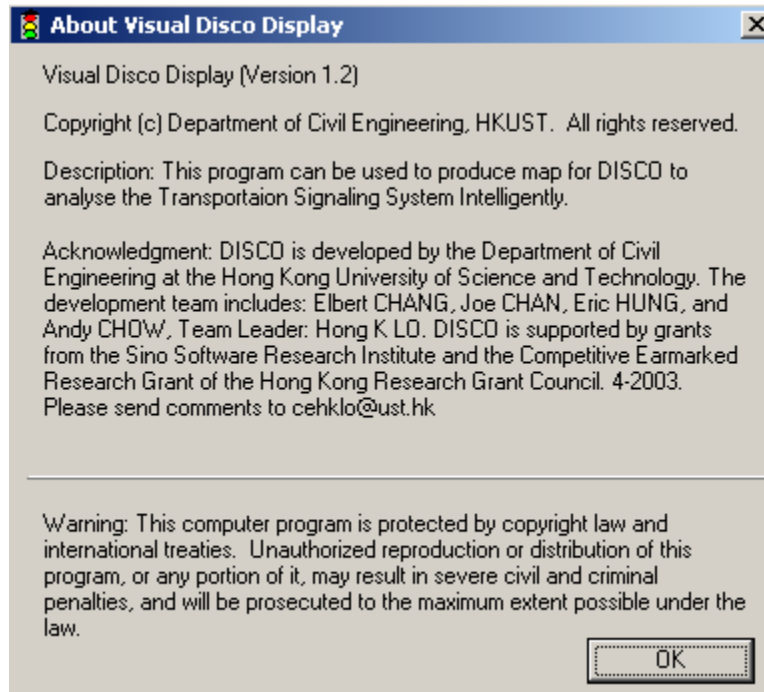 About Visual Disco Display
Visual Disco Display (Version 1.2)
Copyright (c) Department of Civil Engineering, HKUST.  All rights reserved.
Description: This program can be used to produce map for DISCO to
analyse the Transportaion Signaling System Intelligently.
Acknowledgment: DISCO is developed by the Department of Civil
Engineering at the Hong Kong University of Science and Technology. The
development team includes: Elbert CHANG, Joe CHAN, Eric HUNG, and
Andy CHOW, Team Leader: Hong K LO. DISCO is supported by grants
from the Sino Software Research Institute and the Competitive Earmarked
Research Grant of the Hong Kong Research Grant Council. 4-2003.
Please send comments to cehklo@ust.hk
Warning: This computer program is protected by copyright law and
international treaties.  Unauthorized reproduction or distribution of this
program, or any portion of it, may result in severe civil and criminal
penalties, and will be prosecuted to the maximum extent possible under the
law.
OK